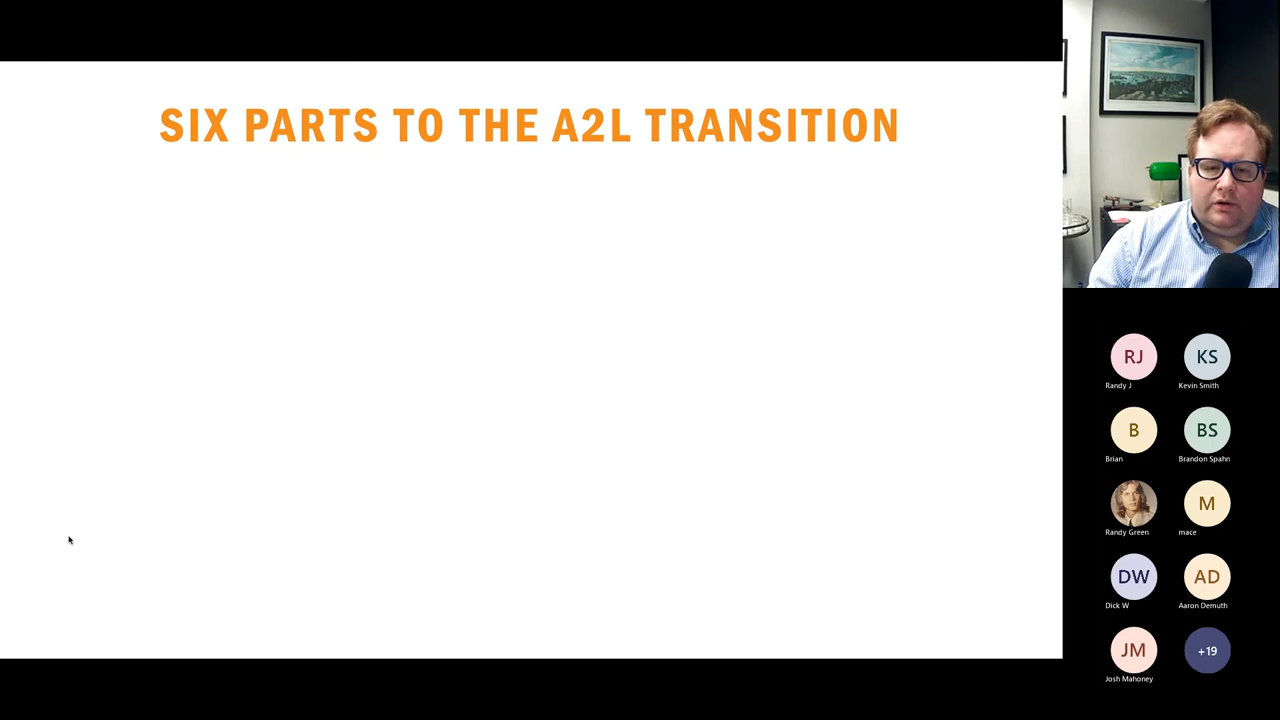 SIX PARTS TO THE A2L TRANSITION
RJ
KS
Randy J
Kevin Smith
B
BS
Brian
Brandon Spahn
M
Randy Green
mace
DW
AD
Dick W
Aaron Demuth
JM
+19
Josh Mahoney